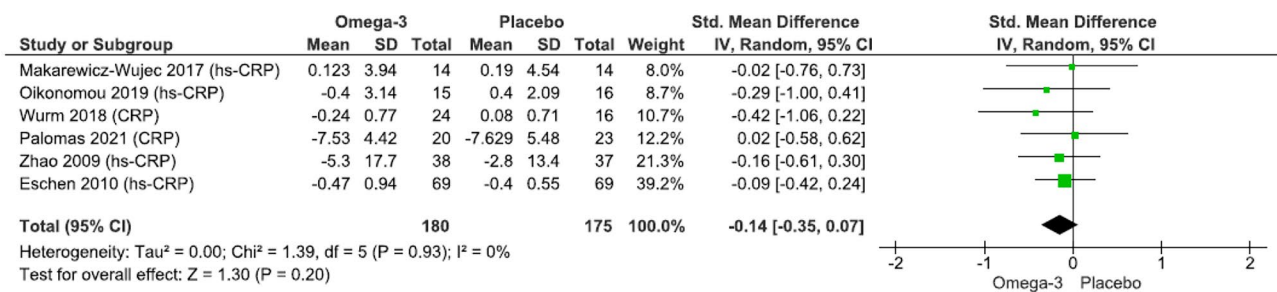 Omega-3 Placebo Std. Mean Difference Std. Mean Difference
Study or Subgroup Mean SD Total Mean SD Total Weight IV, Random, 95% CI IV, Random, 95% CI
Makarewicz-Wujec 2017 (hs-CRP) 0.123 3.94 14 0.19 4.54 14 8.0% -0.02 [-0.76, 0.73]
Oikonomou 2019 (hs-CRP) -0.4 3.14 15 0.4 2.09 16 8.7% -0.29 [-1.00, 0.41]
Wurm 2018 (CRP) -0.24 0.77 24 0.08 0.71 16 10.7% -0.42 [-1.06, 0.22]
Palomas 2021 (CRP) -7.53 4.42 20 -7.629 5.48 23 12.2% 0.02 [-0.58, 0.62]
Zhao 2009 (hs-CRP) -5.3 17.7 38 -2.8 13.4 37 21.3% -0.16 [-0.61, 0.30]
Eschen 2010 (hs-CRP) -0.47 0.94 69 -0.4 0.55 69 39.2% -0.09 [-0.42, 0.24]
Total (95% CI) 180 175 100.0% -0.14 [-0.35, 0.07]
Heterogeneity: Tau² = 0.00; Chi² = 1.39, df = 5 (P = 0.93); I² = 0%
Test for overall effect: Z = 1.30 (P = 0.20)
-2 -1 0 1 2
Omega-3 Placebo